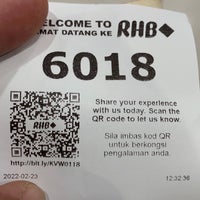 WELCOME TO RHB
MAT DATANG KE
6018
Share your experience
with us today. Scan the
QR code to let us know.
RHB
Sila imbas kod QR
untuk berkongsi
pengalaman anda.
http://bit.ly/KVW0118
2022-02-23 12:32:36